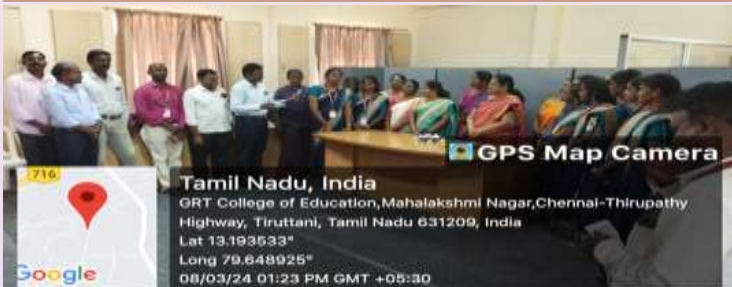 GPS Map Camera
716
Google
Tamil Nadu, India
GRT College of Education,Mahalakshmi Nagar,Chennai-Thirupathy
Highway, Tiruttani, Tamil Nadu 631209, India
Lat 13.193533°
Long 79.648925°
08/03/24 01:23 PM GMT +05:30